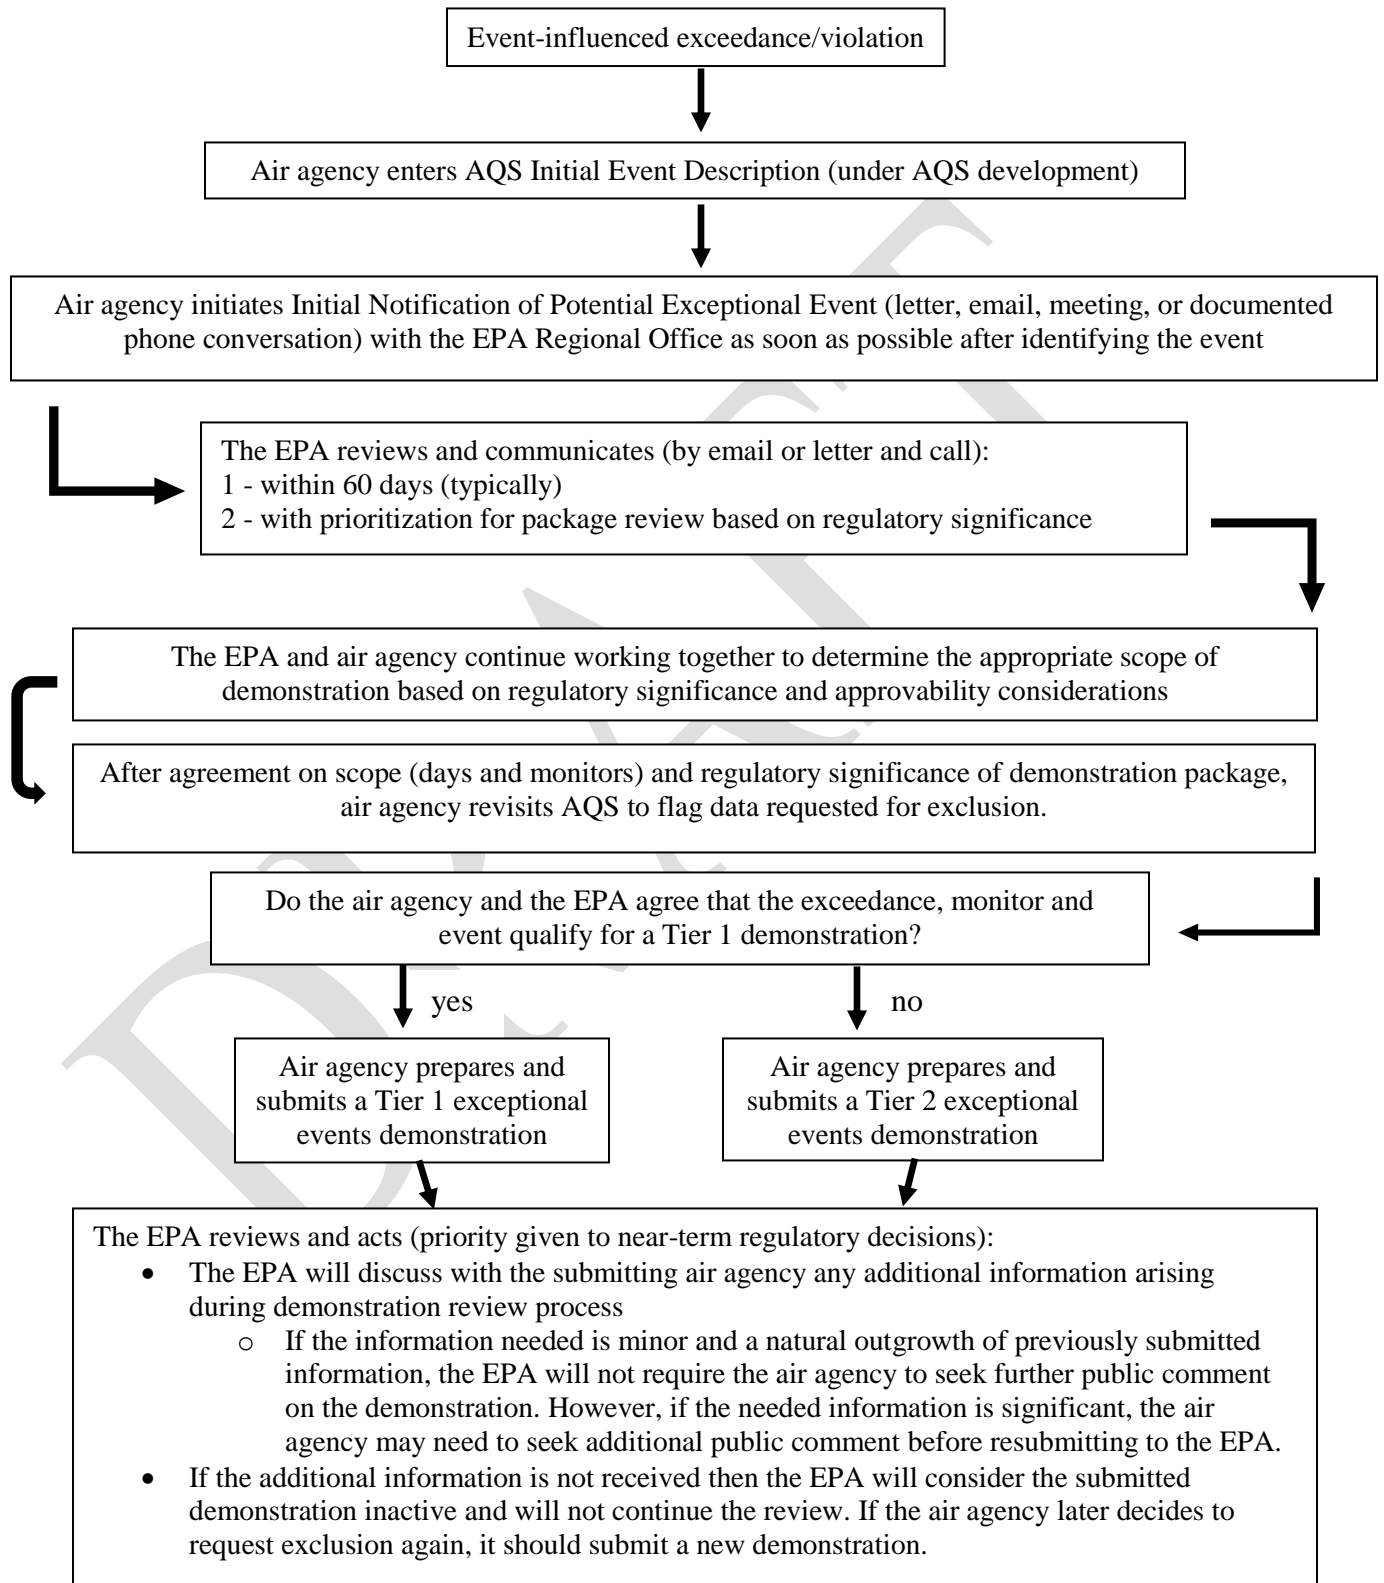 Event-influenced exceedance/violation
Air agency enters AQS Initial Event Description (under AQS development)
Air agency initiates Initial Notification of Potential Exceptional Event (letter, email, meeting, or documented
phone conversation) with the EPA Regional Office as soon as possible after identifying the event
The EPA reviews and communicates (by email or letter and call):
1 - within 60 days (typically)
2 - with prioritization for package review based on regulatory significance
The EPA and air agency continue working together to determine the appropriate scope of
demonstration based on regulatory significance and approvability considerations
After agreement on scope (days and monitors) and regulatory significance of demonstration package,
air agency revisits AQS to flag data requested for exclusion.
Do the air agency and the EPA agree that the exceedance, monitor and
event qualify for a Tier 1 demonstration?
yes
no
Air agency prepares and
submits a Tier 1 exceptional
events demonstration
Air agency prepares and
submits a Tier 2 exceptional
events demonstration
The EPA reviews and acts (priority given to near-term regulatory decisions):
• The EPA will discuss with the submitting air agency any additional information arising
during demonstration review process
o If the information needed is minor and a natural outgrowth of previously submitted
information, the EPA will not require the air agency to seek further public comment
on the demonstration. However, if the needed information is significant, the air
agency may need to seek additional public comment before resubmitting to the EPA.
• If the additional information is not received then the EPA will consider the submitted
demonstration inactive and will not continue the review. If the air agency later decides to
request exclusion again, it should submit a new demonstration.
DRAFT